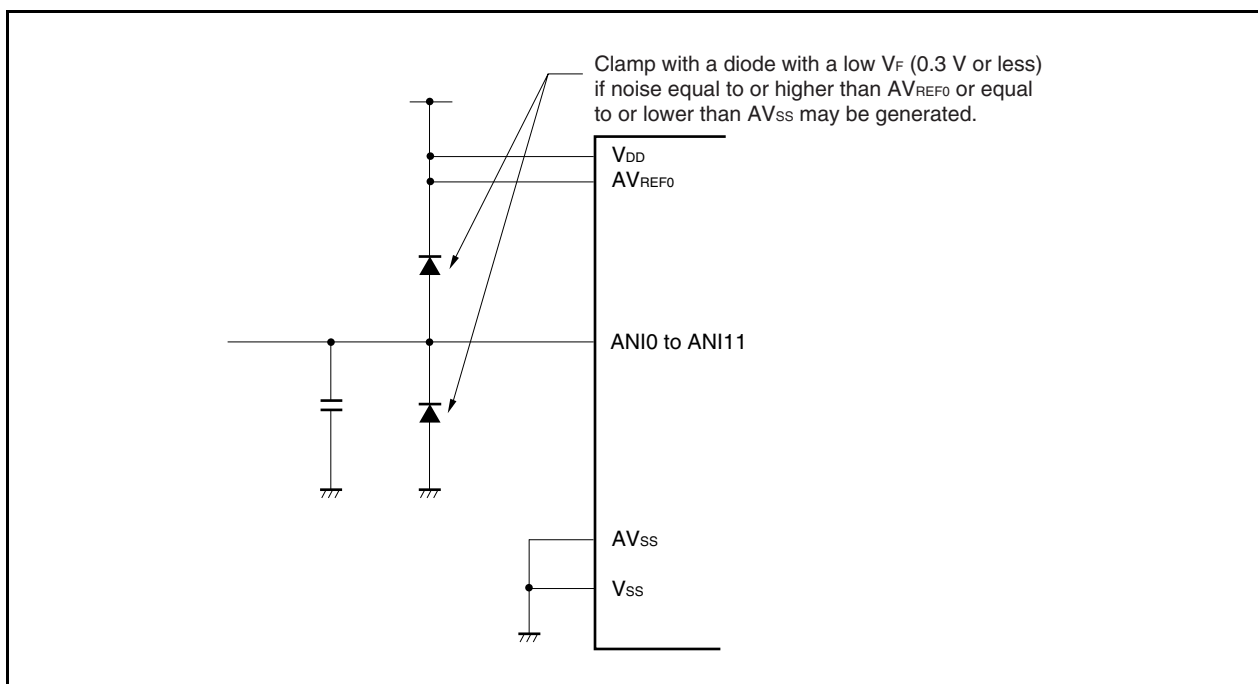 Clamp with a diode with a low VF (0.3 V or less)
if noise equal to or higher than AVREF0 or equal
to or lower than AVSS may be generated.
VDD
AVREF0
ANI0 to ANI11
AVSS
VSS